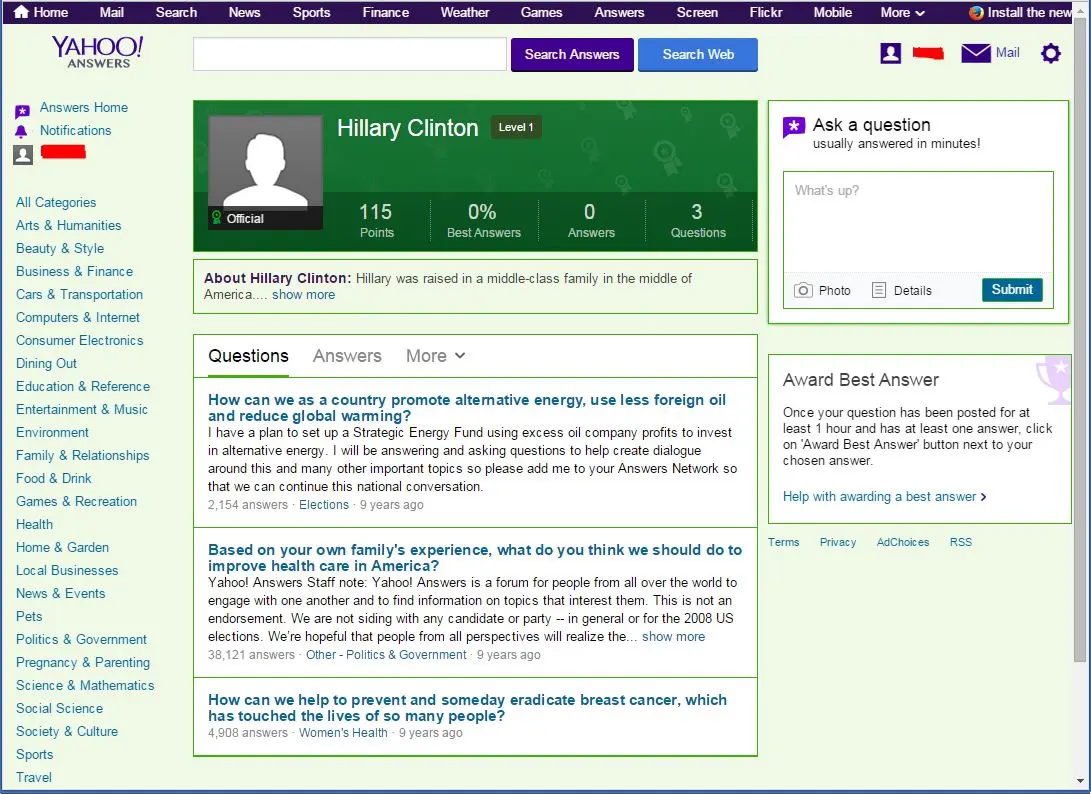 Home Mail Search News Sports Finance Weather Games Answers Screen Flickr Mobile More Install the new
YAHOO!
ANSWERS
Search Answers
Search Web
Mail
Answers Home
Notifications
All Categories
Arts & Humanities
Beauty & Style
Business & Finance
Cars & Transportation
Computers & Internet
Consumer Electronics
Dining Out
Education & Reference
Entertainment & Music
Environment
Family & Relationships
Food & Drink
Games & Recreation
Health
Home & Garden
Local Businesses
News & Events
Pets
Politics & Government
Pregnancy & Parenting
Science & Mathematics
Social Science
Society & Culture
Sports
Travel
Hillary Clinton Level 1
Official
115 0% 0 3
Points Best Answers Answers Questions
About Hillary Clinton: Hillary was raised in a middle-class family in the middle of
America.... show more
Questions Answers More
How can we as a country promote alternative energy, use less foreign oil
and reduce global warming?
I have a plan to set up a Strategic Energy Fund using excess oil company profits to invest
in alternative energy. I will be answering and asking questions to help create dialogue
around this and many other important topics so please add me to your Answers Network so
that we can continue this national conversation.
2,154 answers · Elections · 9 years ago
Based on your own family's experience, what do you think we should do to
improve health care in America?
Yahoo! Answers Staff note: Yahoo! Answers is a forum for people from all over the world to
engage with one another and to find information on topics that interest them. This is not an
endorsement. We are not siding with any candidate or party -- in general or for the 2008 US
elections. We're hopeful that people from all perspectives will realize the... show more
38,121 answers · Other - Politics & Government · 9 years ago
How can we help to prevent and someday eradicate breast cancer, which
has touched the lives of so many people?
4,908 answers · Women's Health · 9 years ago
Ask a question
usually answered in minutes!
What's up?
Photo Details Submit
Award Best Answer
Once your question has been posted for at
least 1 hour and has at least one answer, click
on 'Award Best Answer' button next to your
chosen answer.
Help with awarding a best answer
Terms Privacy AdChoices RSS